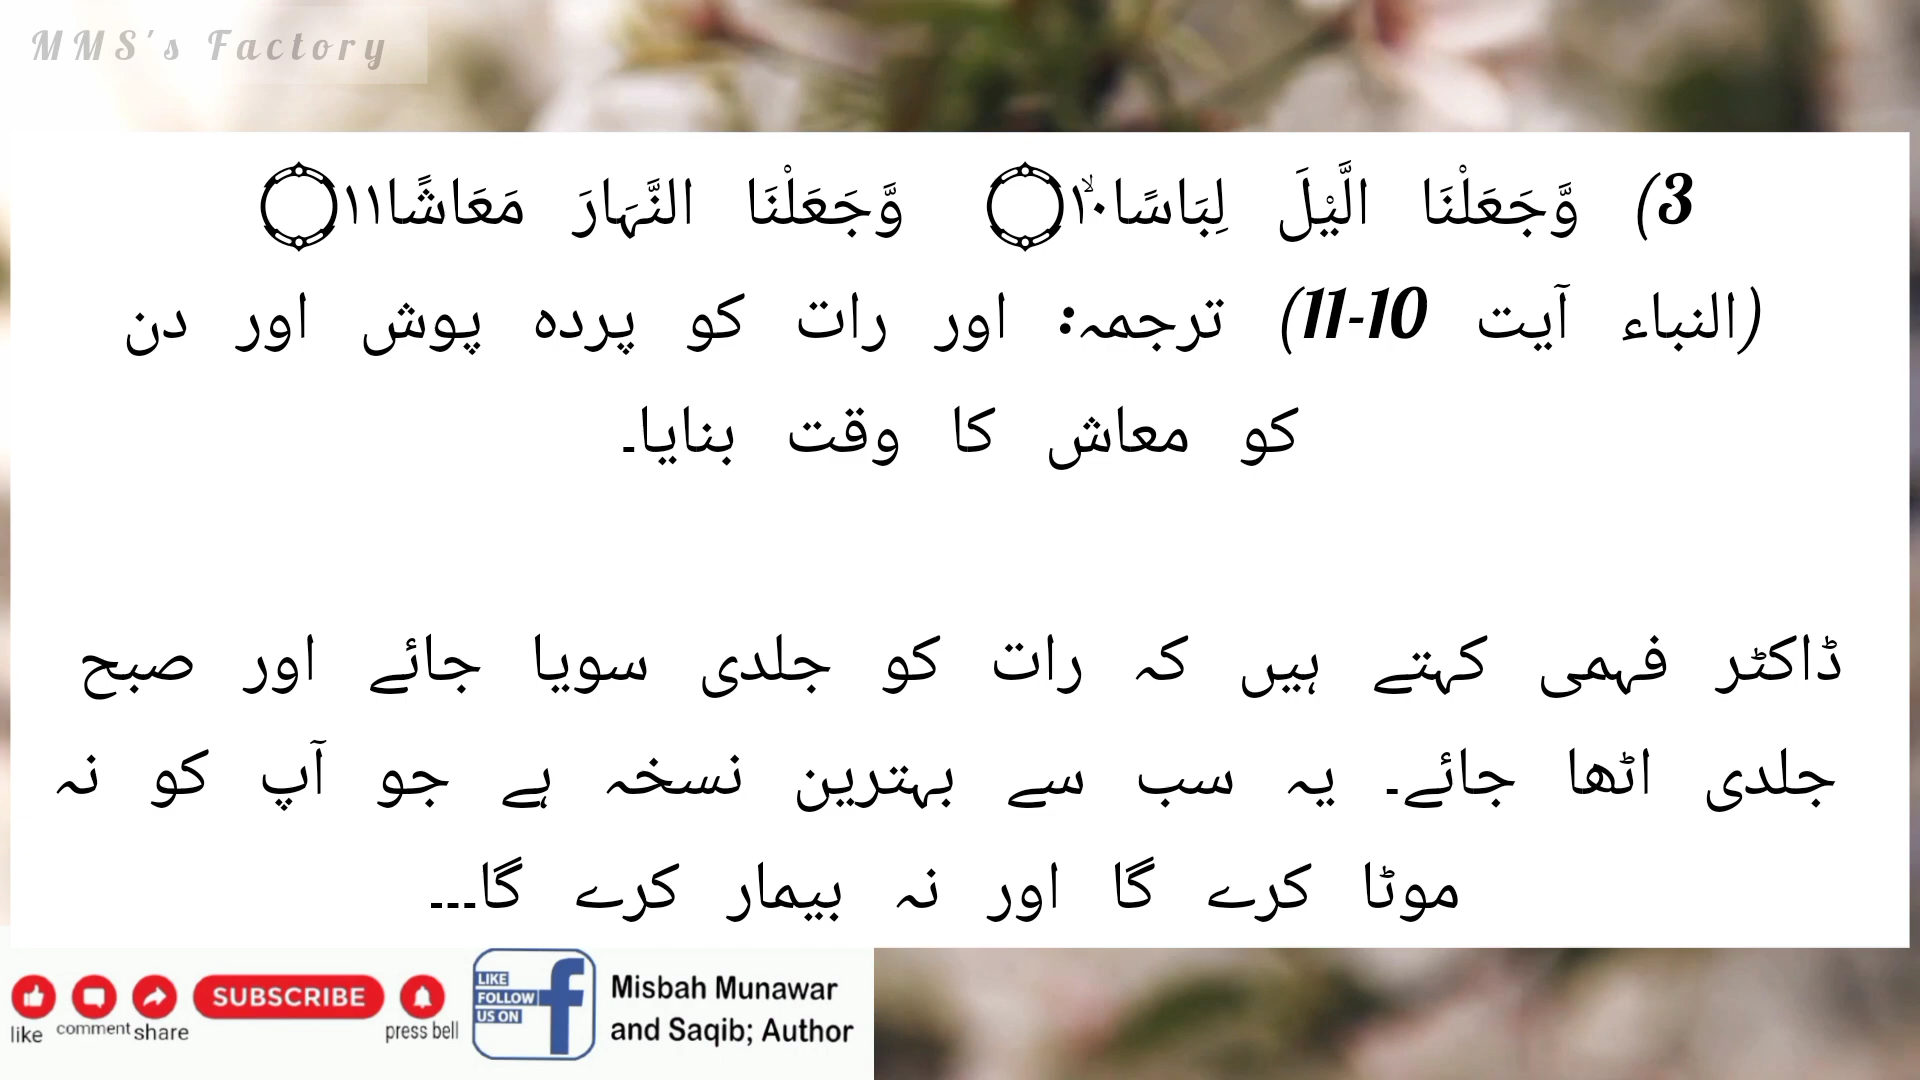 MMS's Factory
3) وَّجَعَلْنَا الَّيْلَ لِبَاسًا۝۱۰ۙ وَّجَعَلْنَا النَّہَارَ مَعَاشًا۝۱۱
(النباء آیت 10-11) ترجمہ: اور رات کو پردہ پوش اور دن
کو معاش کا وقت بنایا۔
ڈاکٹر فہمی کہتے ہیں کہ رات کو جلدی سویا جائے اور صبح
جلدی اٹھا جائے۔ یہ سب سے بہترین نسخہ ہے جو آپ کو نہ
موٹا کرے گا اور نہ بیمار کرے گا۔۔۔
like
comment
share
SUBSCRIBE
press bell
LIKE
FOLLOW
US ON
f
Misbah Munawar
and Saqib; Author